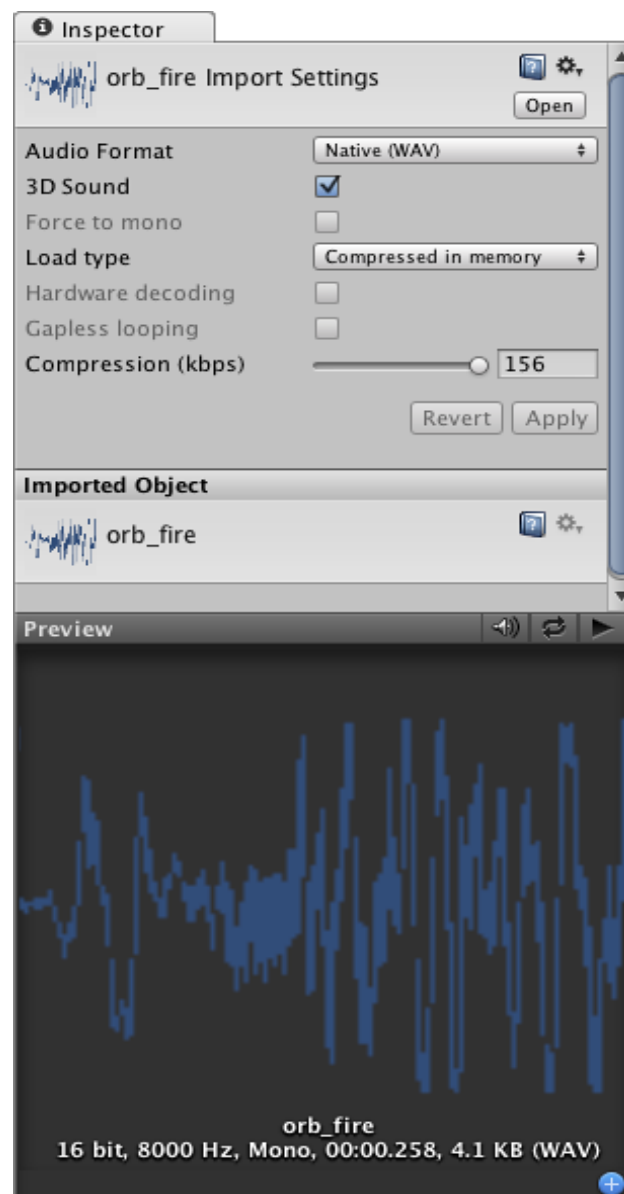 Inspector
orb_fire Import Settings
Open
Audio Format Native (WAV)
3D Sound
Force to mono
Load type Compressed in memory
Hardware decoding
Gapless looping
Compression (kbps) 156
Revert Apply
Imported Object
orb_fire
Preview
orb_fire
16 bit, 8000 Hz, Mono, 00:00.258, 4.1 KB (WAV)